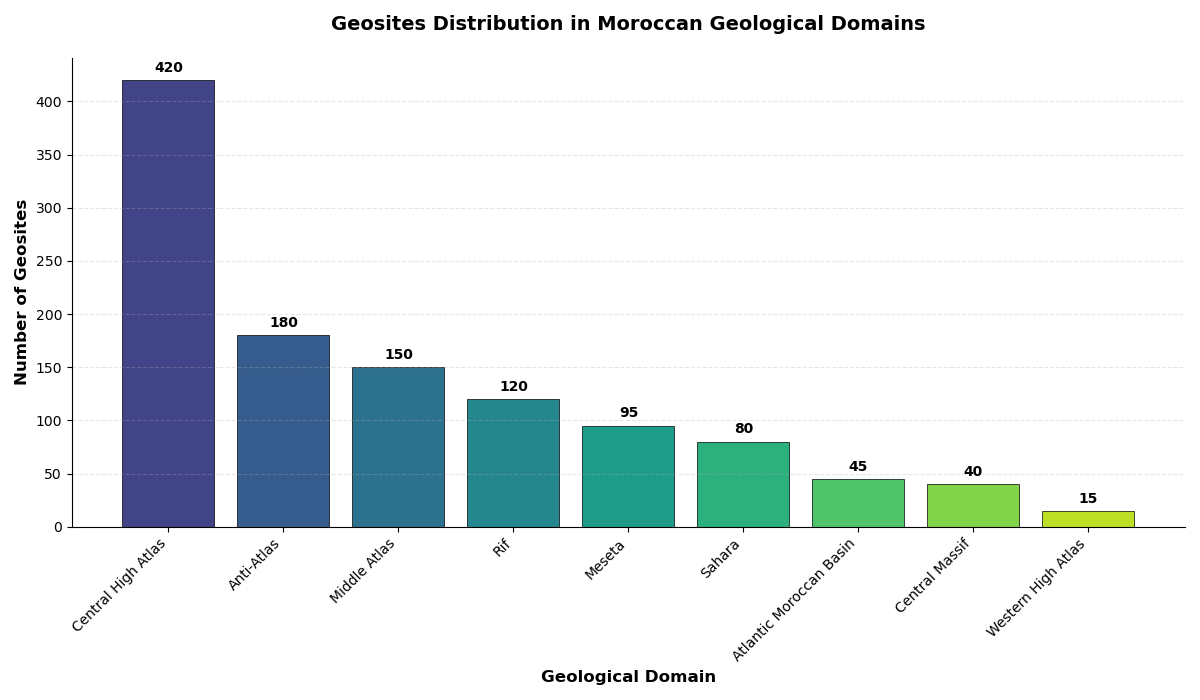 Geosites Distribution in Moroccan Geological Domains
Number of Geosites
400
350
300
250
200
150
100
50
0
420
180
150
120
95
80
45
40
15
Central High Atlas
Anti-Atlas
Middle Atlas
Rif
Meseta
Sahara
Atlantic Moroccan Basin
Central Massif
Western High Atlas
Geological Domain